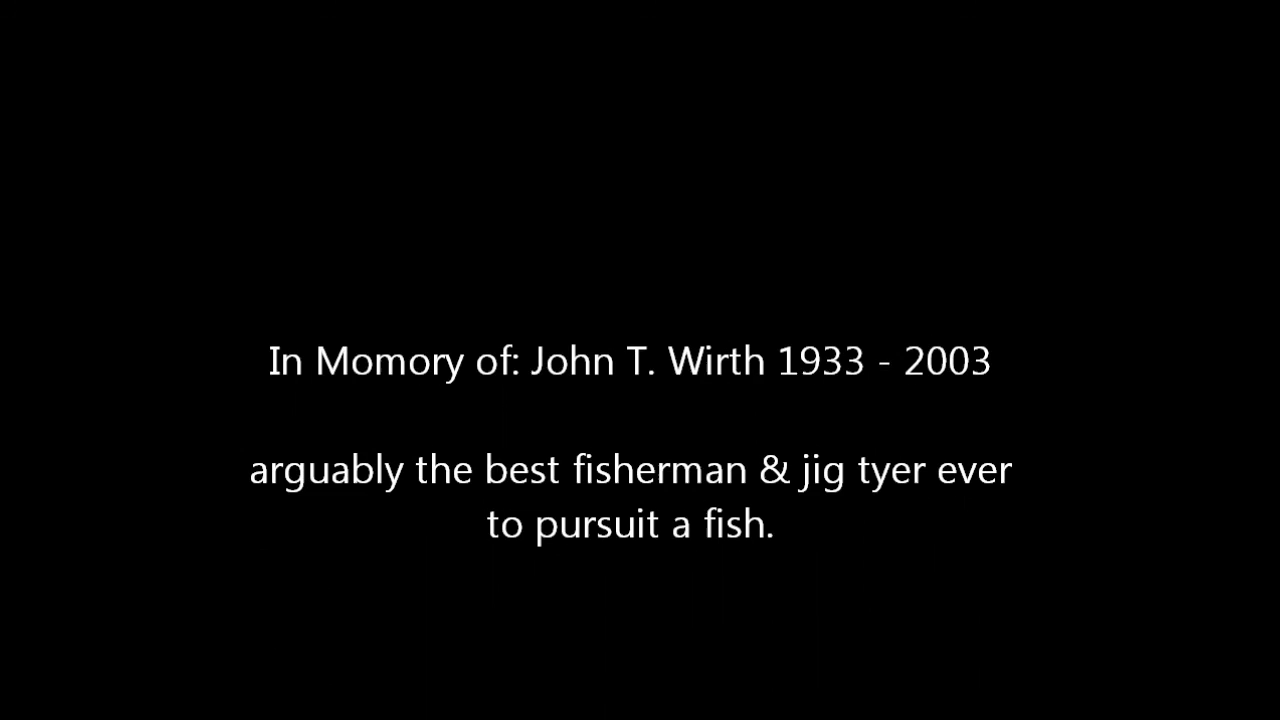 In Momory of: John T. Wirth 1933 - 2003
arguably the best fisherman & jig tyer ever
to pursuit a fish.